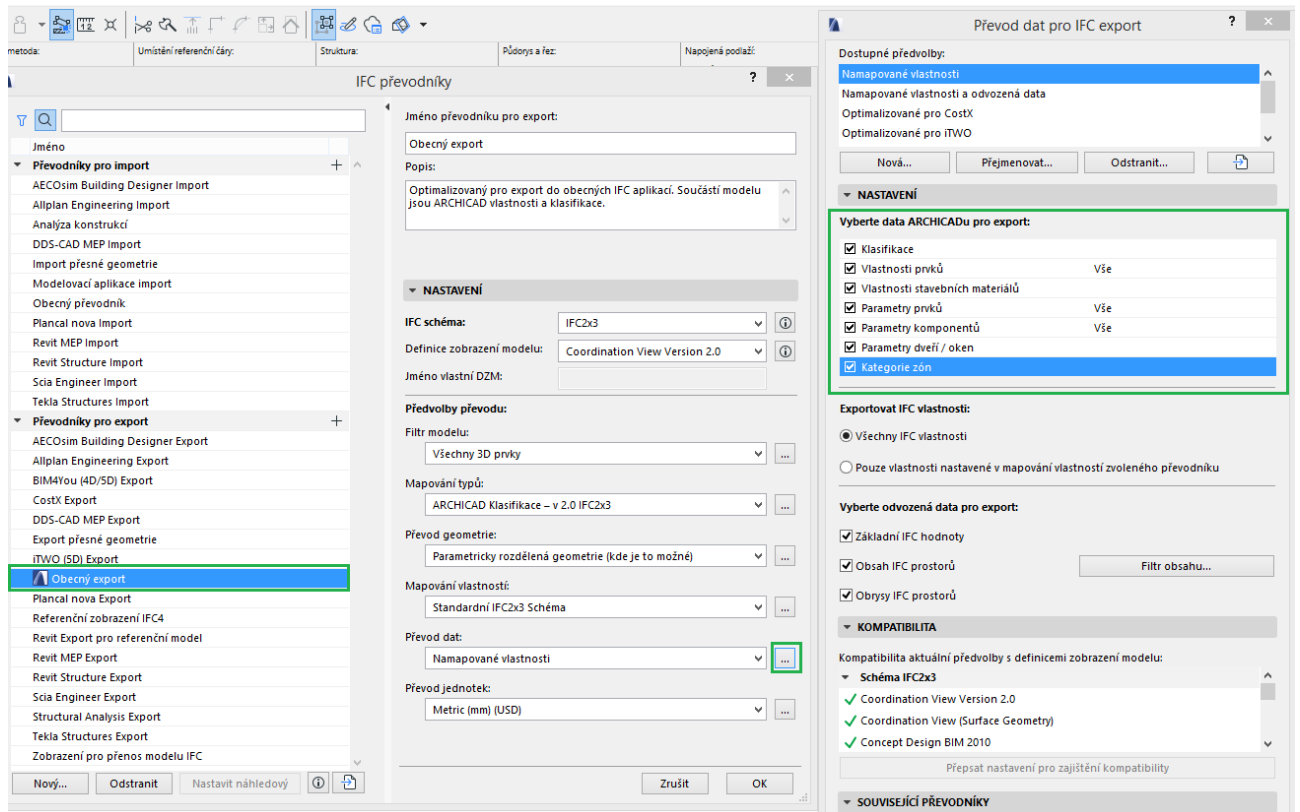 metoda:
Umístění referenční čáry:
Struktura:
Půdorys a řez:
Napojená podlaží:
IFC převodníky
?
Jméno
Převodníky pro import
AECOsim Building Designer Import
Allplan Engineering Import
Analýza konstrukcí
DDS-CAD MEP Import
Import přesné geometrie
Modelovací aplikace import
Obecný převodník
Plancal nova Import
Revit MEP Import
Revit Structure Import
Scia Engineer Import
Tekla Structures Import
Převodníky pro export
AECOsim Building Designer Export
Allplan Engineering Export
BIM4You (4D/5D) Export
CostX Export
DDS-CAD MEP Export
Export přesné geometrie
iTWO (5D) Export
Obecný export
Plancal nova Export
Referenční zobrazení IFC4
Revit Export pro referenční model
Revit MEP Export
Revit Structure Export
Scia Engineer Export
Structural Analysis Export
Tekla Structures Export
Zobrazení pro přenos modelu IFC
Nový...
Odstranit
Nastavit náhledový
Jméno převodníku pro export:
Obecný export
Popis:
Optimalizovaný pro export do obecných IFC aplikací. Součástí modelu
jsou ARCHICAD vlastnosti a klasifikace.
NASTAVENÍ
IFC schéma:
IFC2x3
Definice zobrazení modelu:
Coordination View Version 2.0
Jméno vlastní DZM:
Předvolby převodu:
Filtr modelu:
Všechny 3D prvky
...
Mapování typů:
ARCHICAD Klasifikace – v 2.0 IFC2x3
...
Převod geometrie:
Parametricky rozdělená geometrie (kde je to možné)
...
Mapování vlastností:
Standardní IFC2x3 Schéma
...
Převod dat:
Namapované vlastnosti
...
Převod jednotek:
Metric (mm) (USD)
...
Zrušit
OK
Převod dat pro IFC export
?
Dostupné předvolby:
Namapované vlastnosti
Namapované vlastnosti a odvozená data
Optimalizované pro CostX
Optimalizované pro iTWO
Nová...
Přejmenovat...
Odstranit...
NASTAVENÍ
Vyberte data ARCHICADu pro export:
Klasifikace
Vlastnosti prvků Vše
Vlastnosti stavebních materiálů
Parametry prvků Vše
Parametry komponentů Vše
Parametry dveří / oken
Kategorie zón
Exportovat IFC vlastnosti:
Všechny IFC vlastnosti
Pouze vlastnosti nastavené v mapování vlastností zvoleného převodníku
Vyberte odvozená data pro export:
Základní IFC hodnoty
Obsah IFC prostorů
Filtr obsahu...
Obrysy IFC prostorů
KOMPATIBILITA
Kompatibilita aktuální předvolby s definicemi zobrazení modelu:
Schéma IFC2x3
Coordination View Version 2.0
Coordination View (Surface Geometry)
Concept Design BIM 2010
Přepsat nastavení pro zajištění kompatibility
SOUVISEJÍCÍ PŘEVODNÍKY